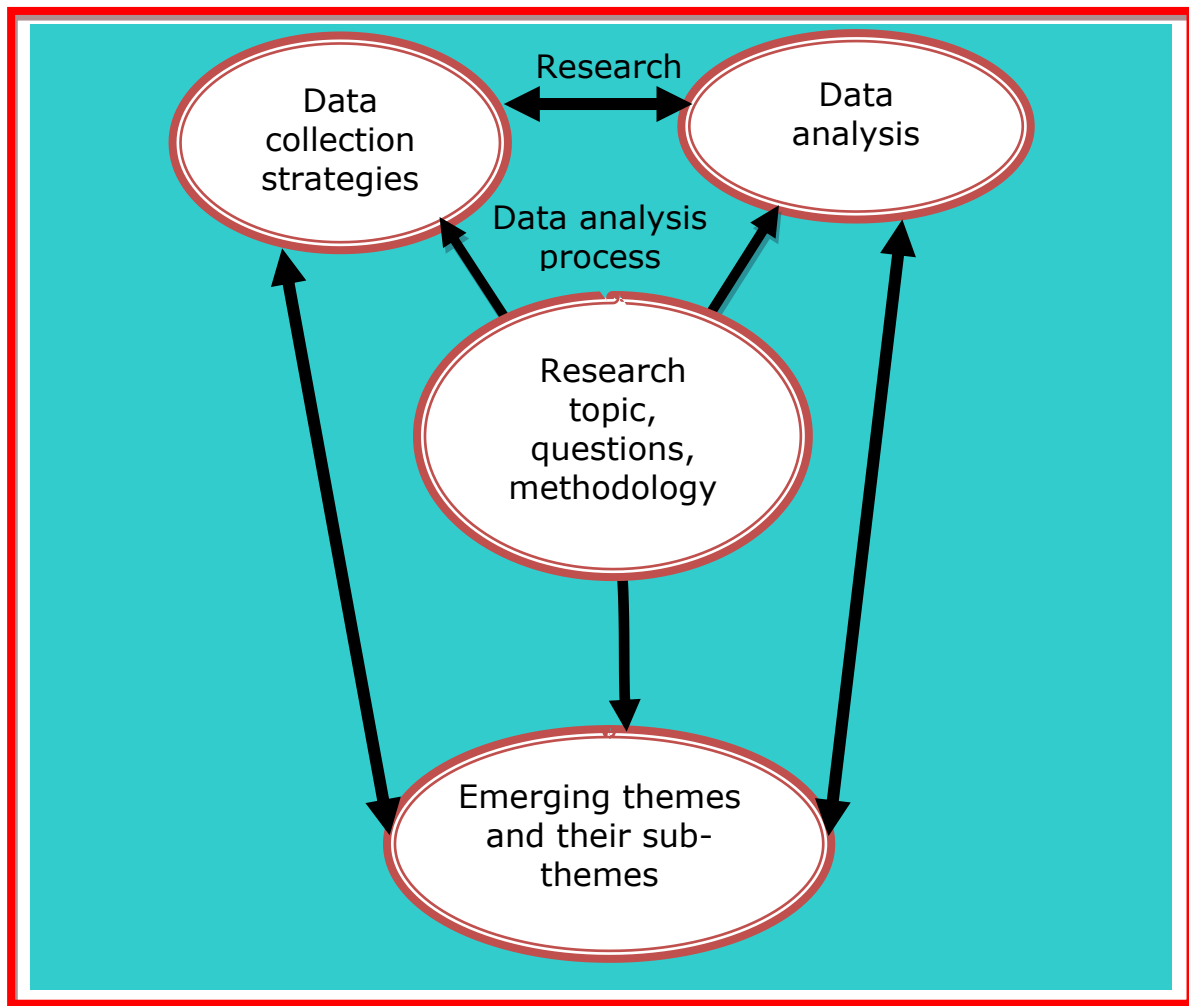 Research
Data
collection
strategies
Data
analysis
Data analysis
process
Research
topic,
questions,
methodology
Emerging themes
and their sub-
themes